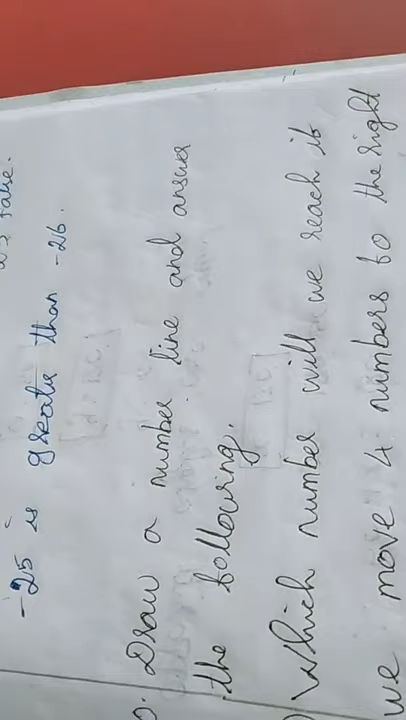 false.
-25 is greater than -26.
Draw a number line and answer
the following.
Which number will we reach if
we move 4 numbers to the right